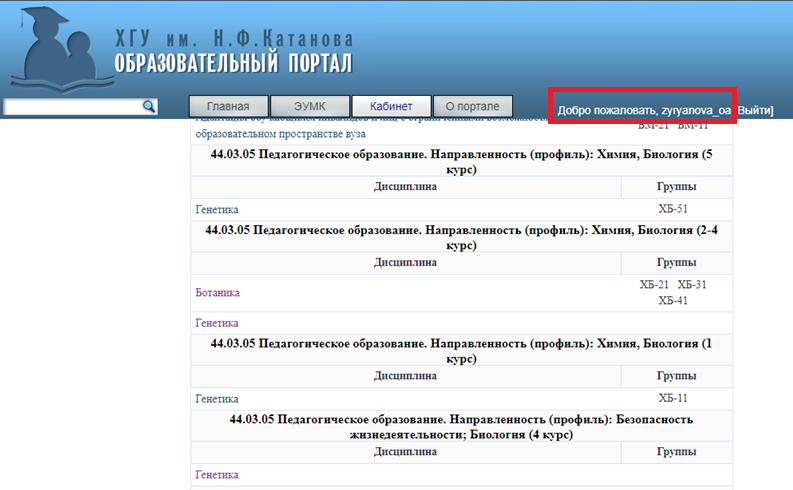 ХГУ им. Н.Ф.Катанова
ОБРАЗОВАТЕЛЬНЫЙ ПОРТАЛ
Главная ЭУМК Кабинет О портале
Добро пожаловать, zyryanova_oa Выйти]
образовательном пространстве вуза
БМ-21 БМ-11
44.03.05 Педагогическое образование. Направленность (профиль): Химия, Биология (5
курс)
Дисциплина Группы
Генетика ХБ-51
44.03.05 Педагогическое образование. Направленность (профиль): Химия, Биология (2-4
курс)
Дисциплина Группы
Ботаника ХБ-21 ХБ-31
ХБ-41
Генетика
44.03.05 Педагогическое образование. Направленность (профиль): Химия, Биология (1
курс)
Дисциплина Группы
Генетика ХБ-11
44.03.05 Педагогическое образование. Направленность (профиль): Безопасность
жизнедеятельности; Биология (4 курс)
Дисциплина Группы
Генетика